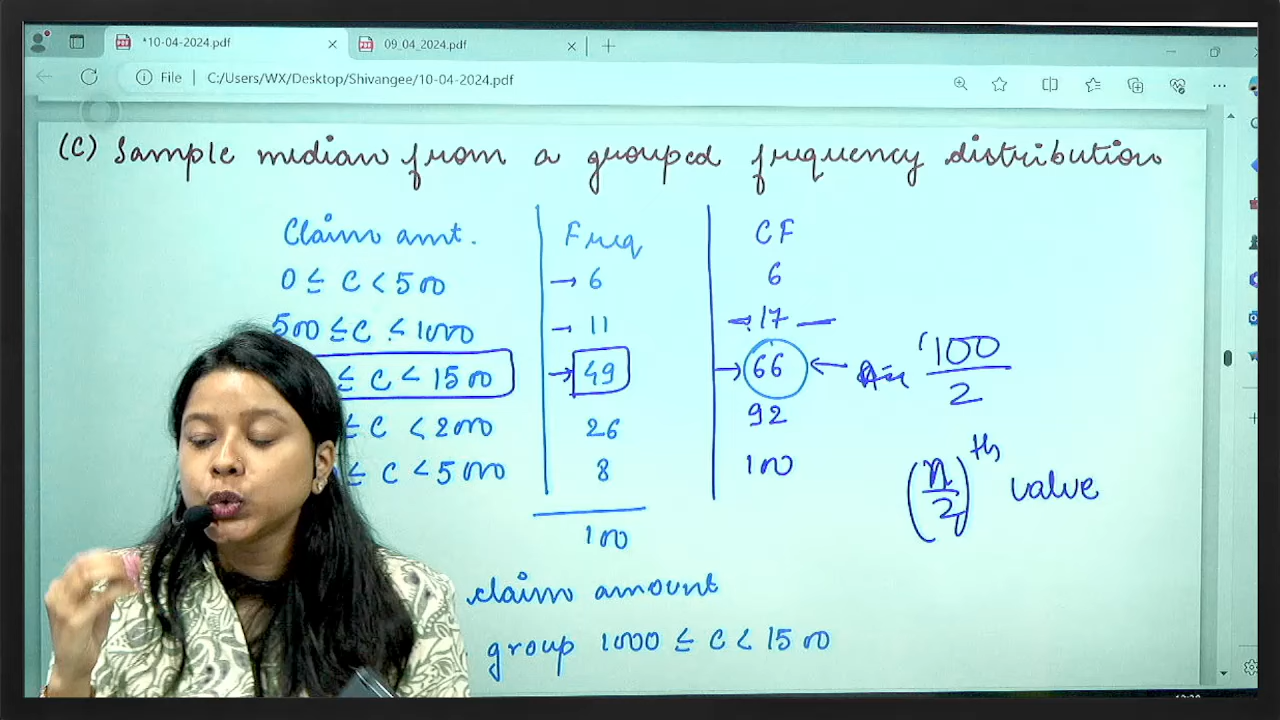 *10-04-2024.pdf
09_04_2024.pdf
File
C:/Users/WX/Desktop/Shivangee/10-04-2024.pdf
(C) Sample median from a grouped frequency distribution
Claim amt. Freq CF
0 ≤ C < 500 → 6 6
500 ≤ C < 1000 → 11 17
≤ C < 1500 → 49 → 66 ← 100/2
≤ C < 2000 26 92
≤ C < 5000 8 100
(n/2)th value
100
claim amount
group 1000 ≤ C < 1500